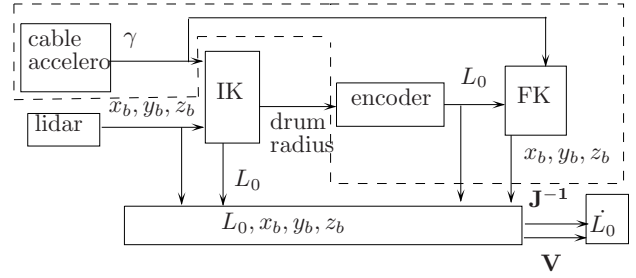 cable
accelero
γ
lidar
x_b, y_b, z_b
IK
drum
radius
encoder
L_0
FK
x_b, y_b, z_b
L_0
L_0, x_b, y_b, z_b
J^{-1}
V
\dot{L}_0